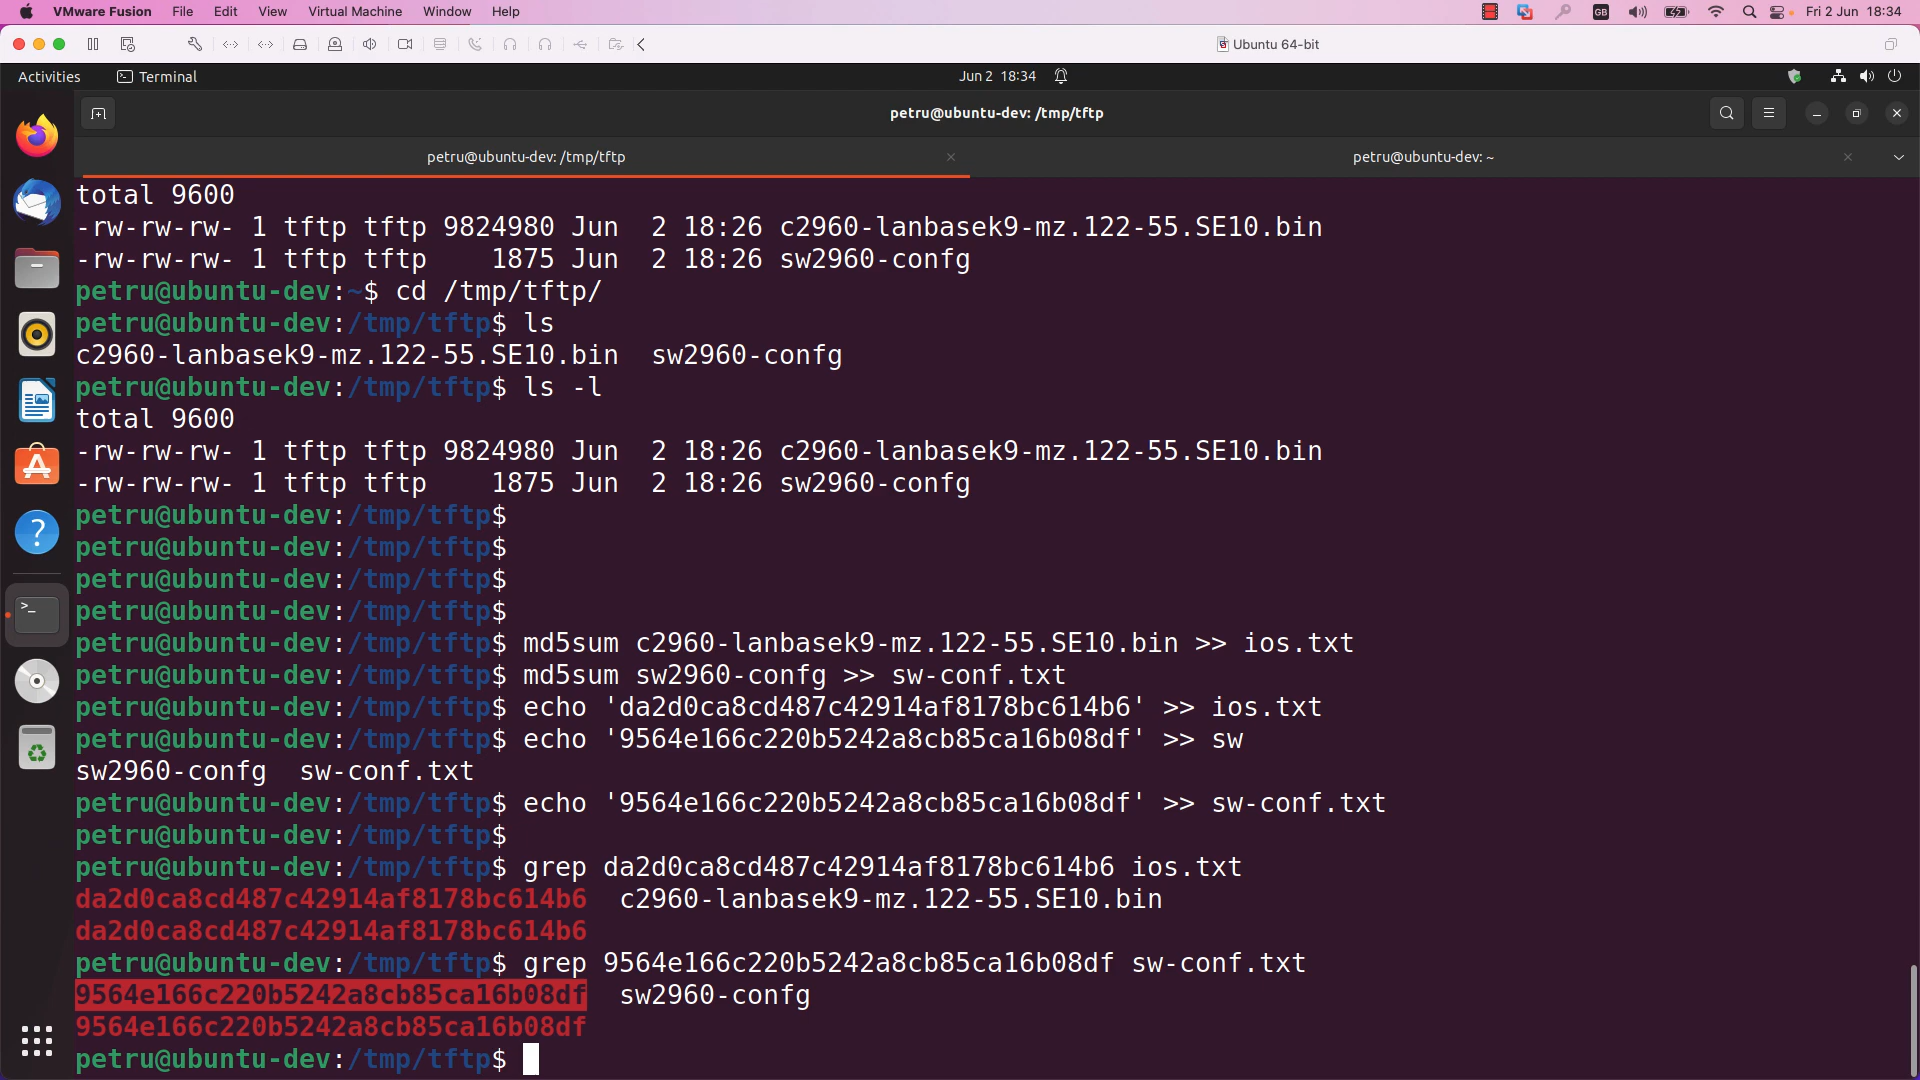 VMware Fusion File Edit View Virtual Machine Window Help GB Fri 2 Jun 18:34
Ubuntu 64-bit
Activities Terminal Jun 2 18:34
petru@ubuntu-dev: /tmp/tftp
petru@ubuntu-dev: /tmp/tftp petru@ubuntu-dev: ~
total 9600
-rw-rw-rw- 1 tftp tftp 9824980 Jun  2 18:26 c2960-lanbasek9-mz.122-55.SE10.bin
-rw-rw-rw- 1 tftp tftp    1875 Jun  2 18:26 sw2960-confg
petru@ubuntu-dev:~$ cd /tmp/tftp/
petru@ubuntu-dev:/tmp/tftp$ ls
c2960-lanbasek9-mz.122-55.SE10.bin  sw2960-confg
petru@ubuntu-dev:/tmp/tftp$ ls -l
total 9600
-rw-rw-rw- 1 tftp tftp 9824980 Jun  2 18:26 c2960-lanbasek9-mz.122-55.SE10.bin
-rw-rw-rw- 1 tftp tftp    1875 Jun  2 18:26 sw2960-confg
petru@ubuntu-dev:/tmp/tftp$
petru@ubuntu-dev:/tmp/tftp$
petru@ubuntu-dev:/tmp/tftp$
petru@ubuntu-dev:/tmp/tftp$
petru@ubuntu-dev:/tmp/tftp$ md5sum c2960-lanbasek9-mz.122-55.SE10.bin >> ios.txt
petru@ubuntu-dev:/tmp/tftp$ md5sum sw2960-confg >> sw-conf.txt
petru@ubuntu-dev:/tmp/tftp$ echo 'da2d0ca8cd487c42914af8178bc614b6' >> ios.txt
petru@ubuntu-dev:/tmp/tftp$ echo '9564e166c220b5242a8cb85ca16b08df' >> sw
sw2960-confg  sw-conf.txt
petru@ubuntu-dev:/tmp/tftp$ echo '9564e166c220b5242a8cb85ca16b08df' >> sw-conf.txt
petru@ubuntu-dev:/tmp/tftp$
petru@ubuntu-dev:/tmp/tftp$ grep da2d0ca8cd487c42914af8178bc614b6 ios.txt
da2d0ca8cd487c42914af8178bc614b6  c2960-lanbasek9-mz.122-55.SE10.bin
da2d0ca8cd487c42914af8178bc614b6
petru@ubuntu-dev:/tmp/tftp$ grep 9564e166c220b5242a8cb85ca16b08df sw-conf.txt
9564e166c220b5242a8cb85ca16b08df  sw2960-confg
9564e166c220b5242a8cb85ca16b08df
petru@ubuntu-dev:/tmp/tftp$